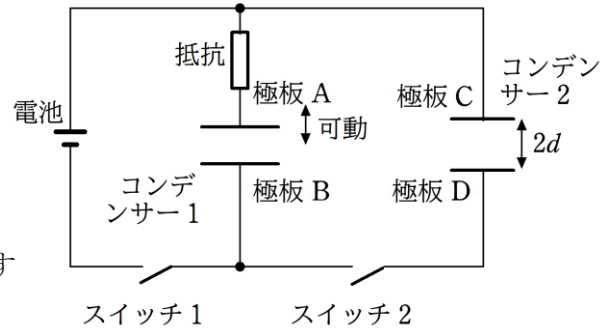 抵抗
コンデン
サー 2
極板 A
極板 C
電池
可動
2d
コンデ
ンサー 1
極板 B
極板 D
す
スイッチ 1
スイッチ 2